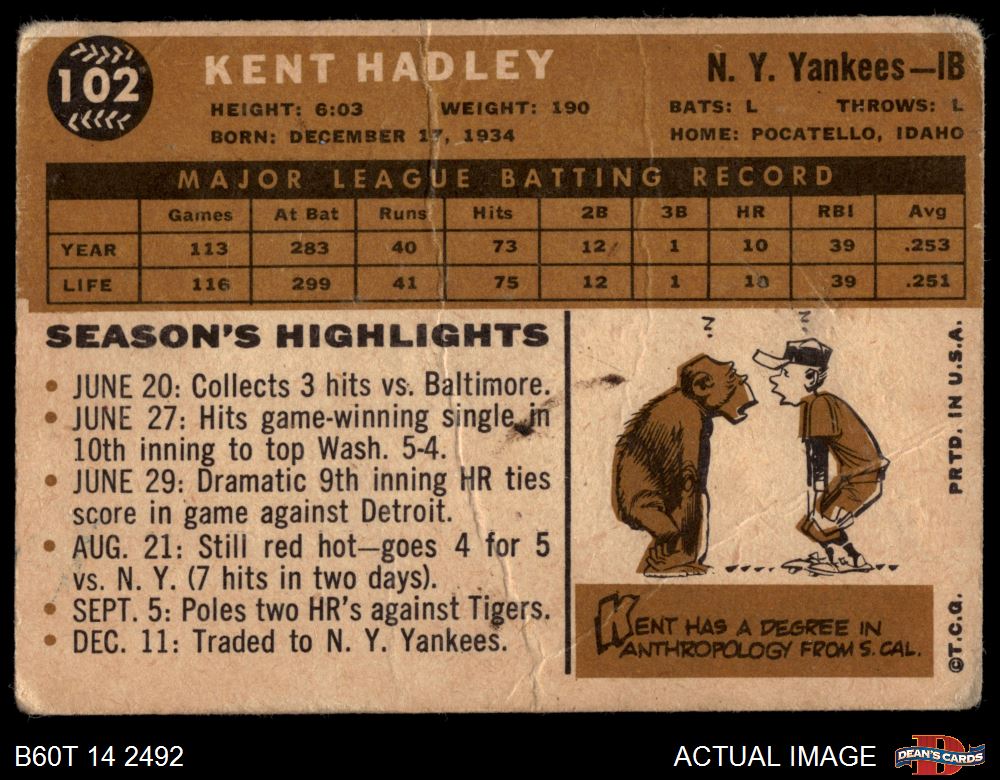 102
KENT HADLEY
N. Y. Yankees—IB
HEIGHT: 6:03 WEIGHT: 190 BATS: L THROWS: L
BORN: DECEMBER 17, 1934 HOME: POCATELLO, IDAHO
MAJOR LEAGUE BATTING RECORD
Games At Bat Runs Hits 2B 3B HR RBI Avg
YEAR 113 283 40 73 12 1 10 39 .253
LIFE 116 299 41 75 12 1 10 39 .251
SEASON'S HIGHLIGHTS
• JUNE 20: Collects 3 hits vs. Baltimore.
• JUNE 27: Hits game-winning single in
10th inning to top Wash. 5-4.
• JUNE 29: Dramatic 9th inning HR ties
score in game against Detroit.
• AUG. 21: Still red hot—goes 4 for 5
vs. N. Y. (7 hits in two days).
• SEPT. 5: Poles two HR's against Tigers.
• DEC. 11: Traded to N. Y. Yankees.
KENT HAS A DEGREE IN
ANTHROPOLOGY FROM S. CAL.
©T.C.G. PRTD. IN U.S.A.
B60T 14 2492
ACTUAL IMAGE
DEAN'S CARDS